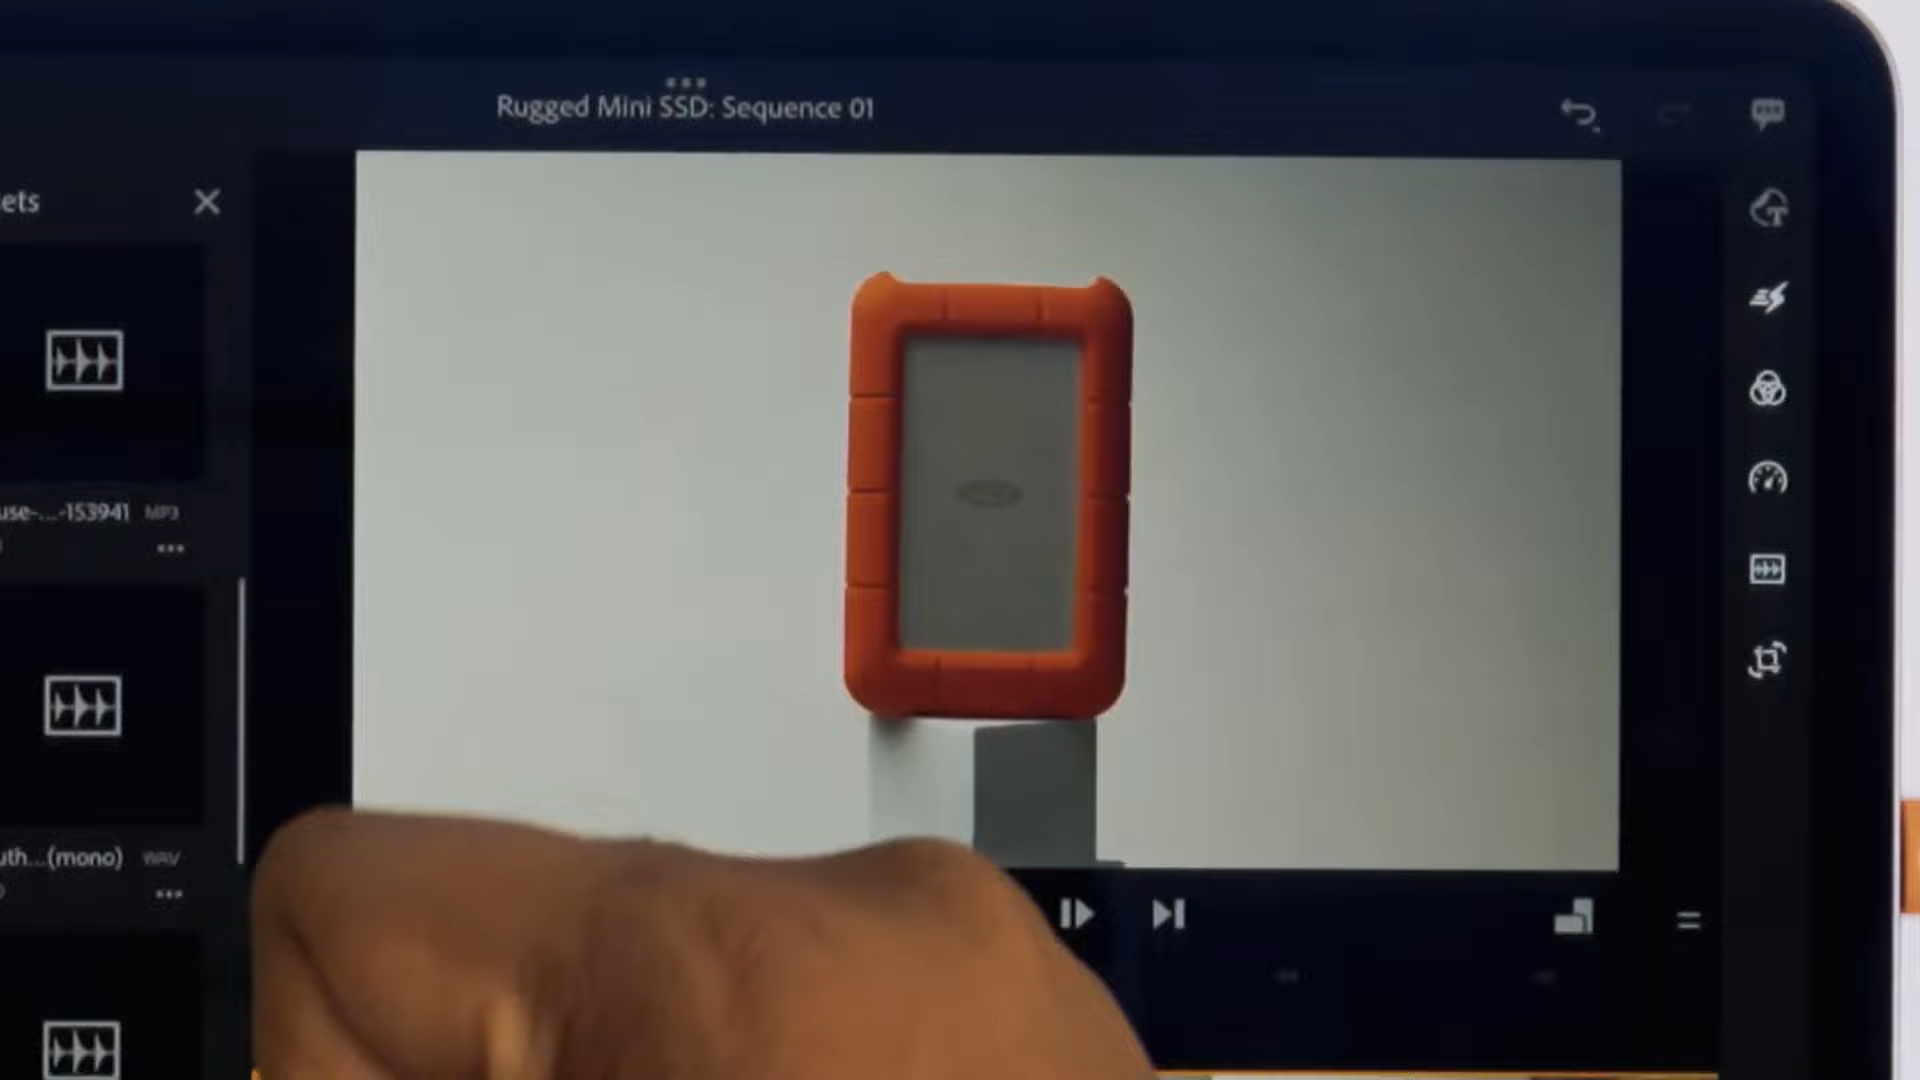 Rugged Mini SSD: Sequence 01
ets
use-...-153941 MP3
uth...(mono) WAV